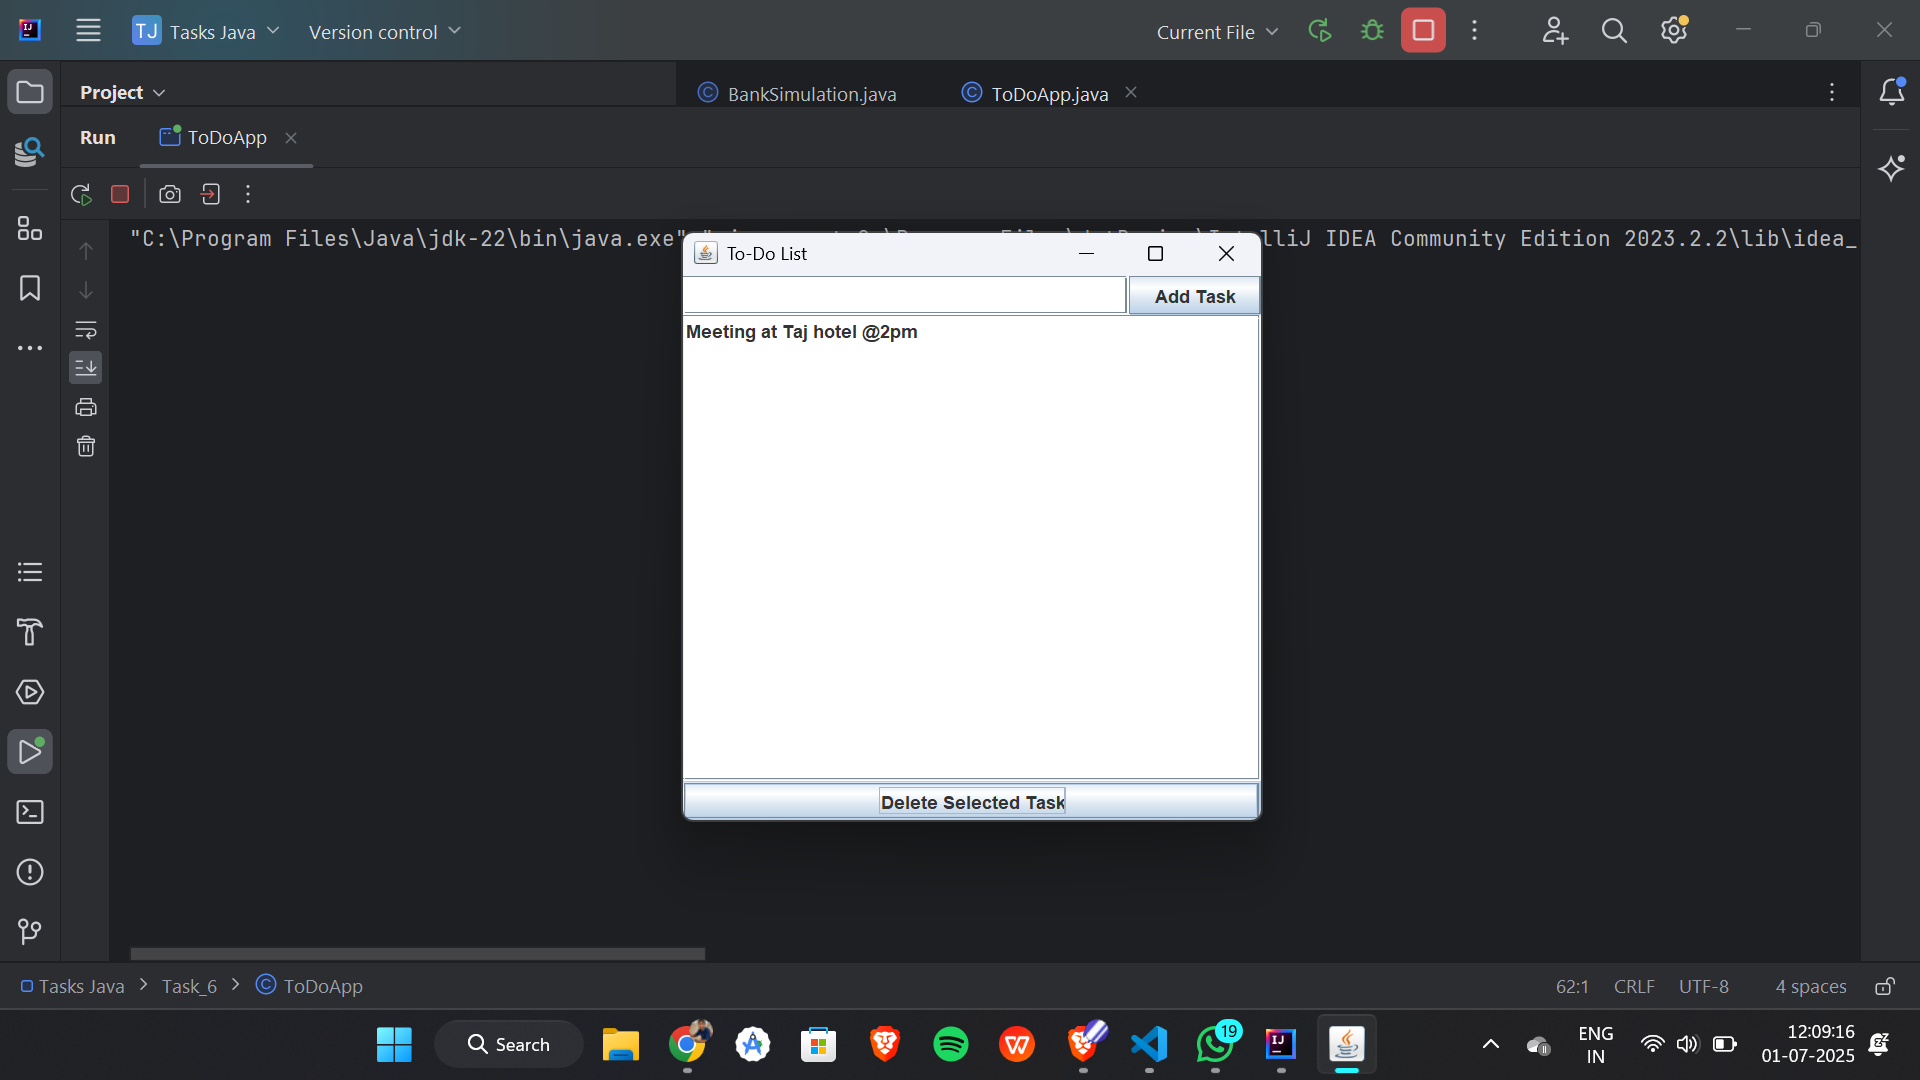 TJ Tasks Java Version control Current File
Project BankSimulation.java ToDoApp.java
Run ToDoApp
"C:\Program Files\Java\jdk-22\bin\java.exe" IntelliJ IDEA Community Edition 2023.2.2\lib\idea_
To-Do List
Add Task
Meeting at Taj hotel @2pm
Delete Selected Task
Tasks Java > Task_6 > ToDoApp 62:1 CRLF UTF-8 4 spaces
Search 19 ENG 12:09:16
IN 01-07-2025